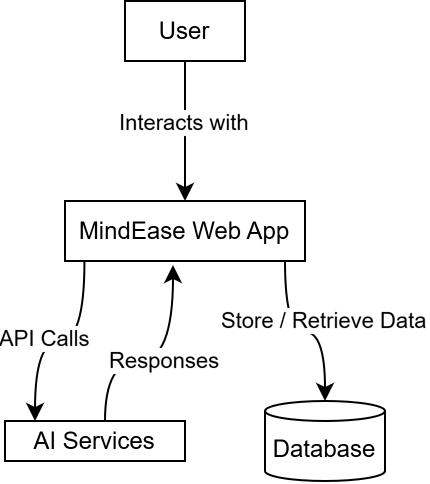 User
Interacts with
MindEase Web App
Store / Retrieve Data
API Calls
Responses
AI Services
Database